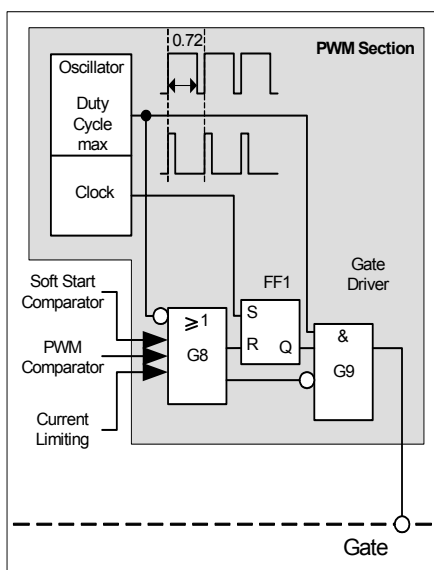 0.72
PWM Section
Oscillator
Duty
Cycle
max
Clock
Soft Start
Comparator
PWM
Comparator
Current
Limiting
≥1
G8
FF1
S
R
Q
Gate
Driver
&
G9
Gate